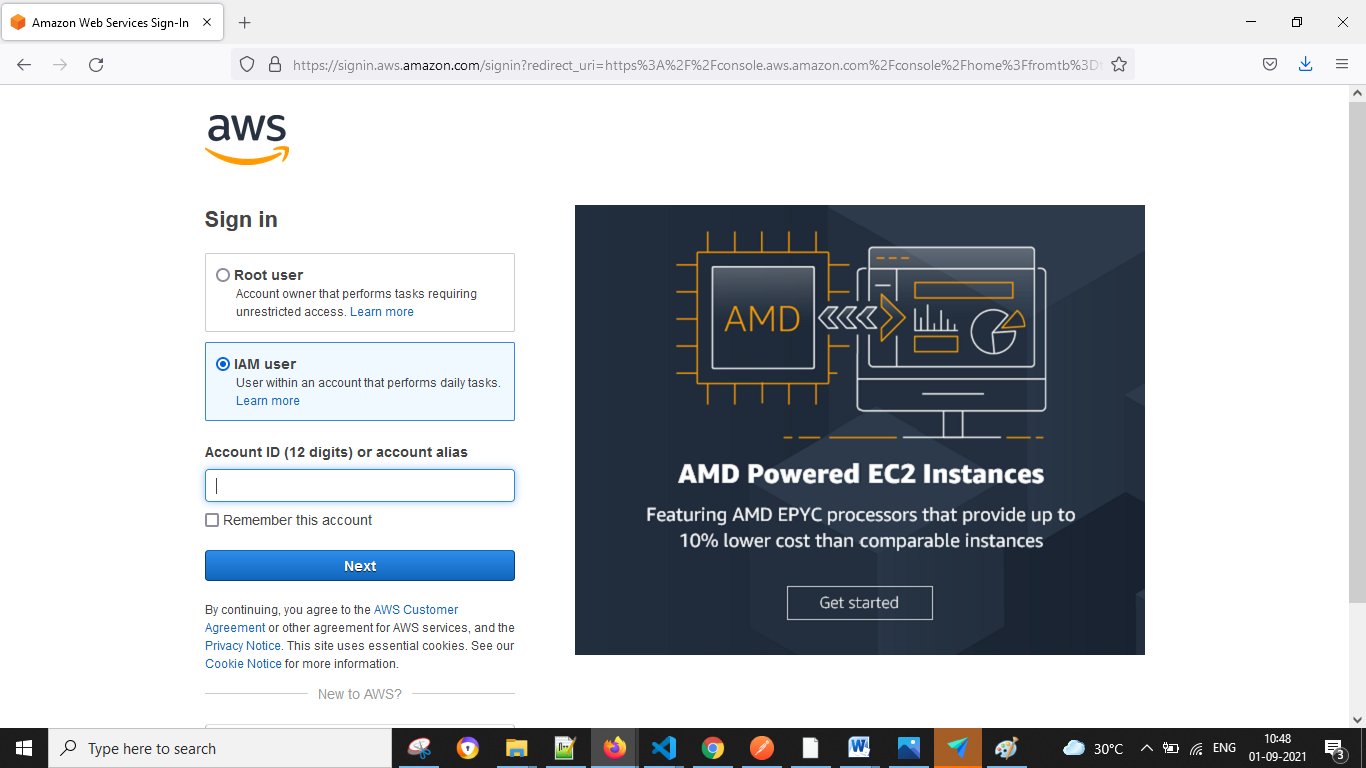 Amazon Web Services Sign-In
https://signin.aws.amazon.com/signin?redirect_uri=https%3A%2F%2Fconsole.aws.amazon.com%2Fconsole%2Fhome%3Ffromtb%3Dt
aws
Sign in
Root user
Account owner that performs tasks requiring
unrestricted access. Learn more
IAM user
User within an account that performs daily tasks.
Learn more
Account ID (12 digits) or account alias
Remember this account
Next
By continuing, you agree to the AWS Customer
Agreement or other agreement for AWS services, and the
Privacy Notice. This site uses essential cookies. See our
Cookie Notice for more information.
New to AWS?
AMD
AMD Powered EC2 Instances
Featuring AMD EPYC processors that provide up to
10% lower cost than comparable instances
Get started
Type here to search
30°C
ENG
10:48
01-09-2021
3